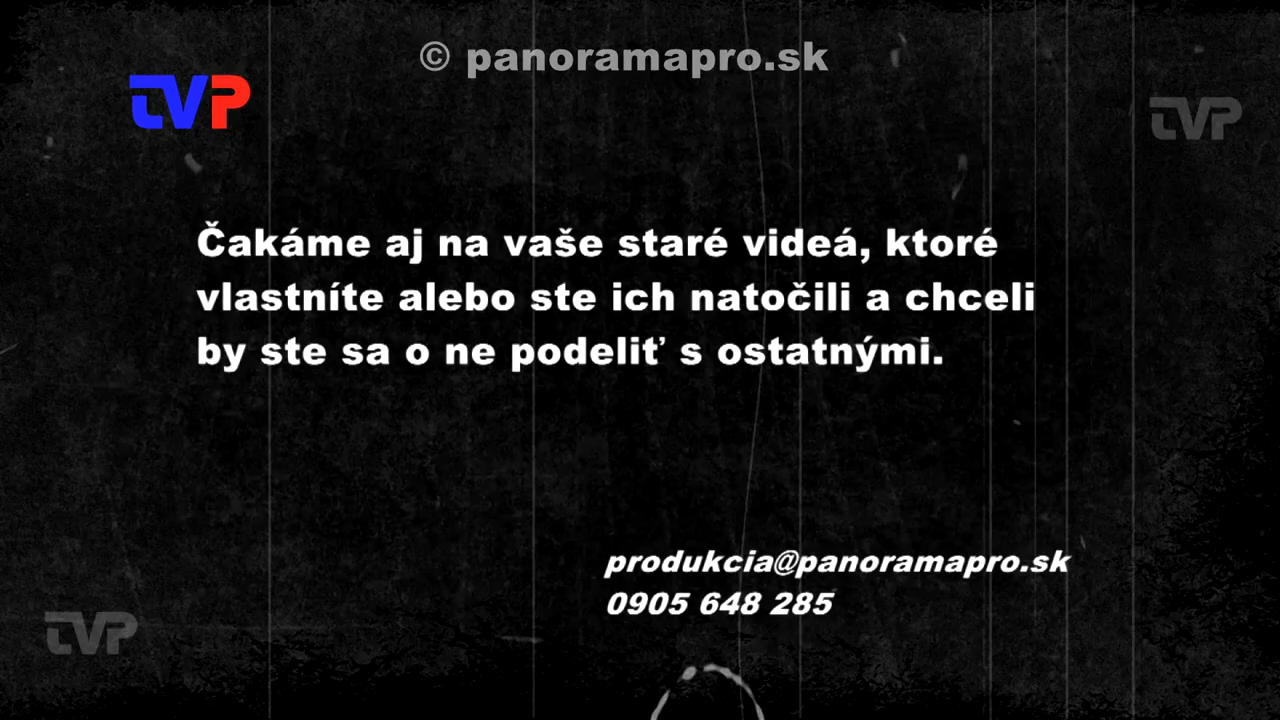 © panoramapro.sk
TVP
TVP
Čakáme aj na vaše staré videá, ktoré
vlastníte alebo ste ich natočili a chceli
by ste sa o ne podeliť s ostatnými.
produkcia@panoramapro.sk
0905 648 285
TVP